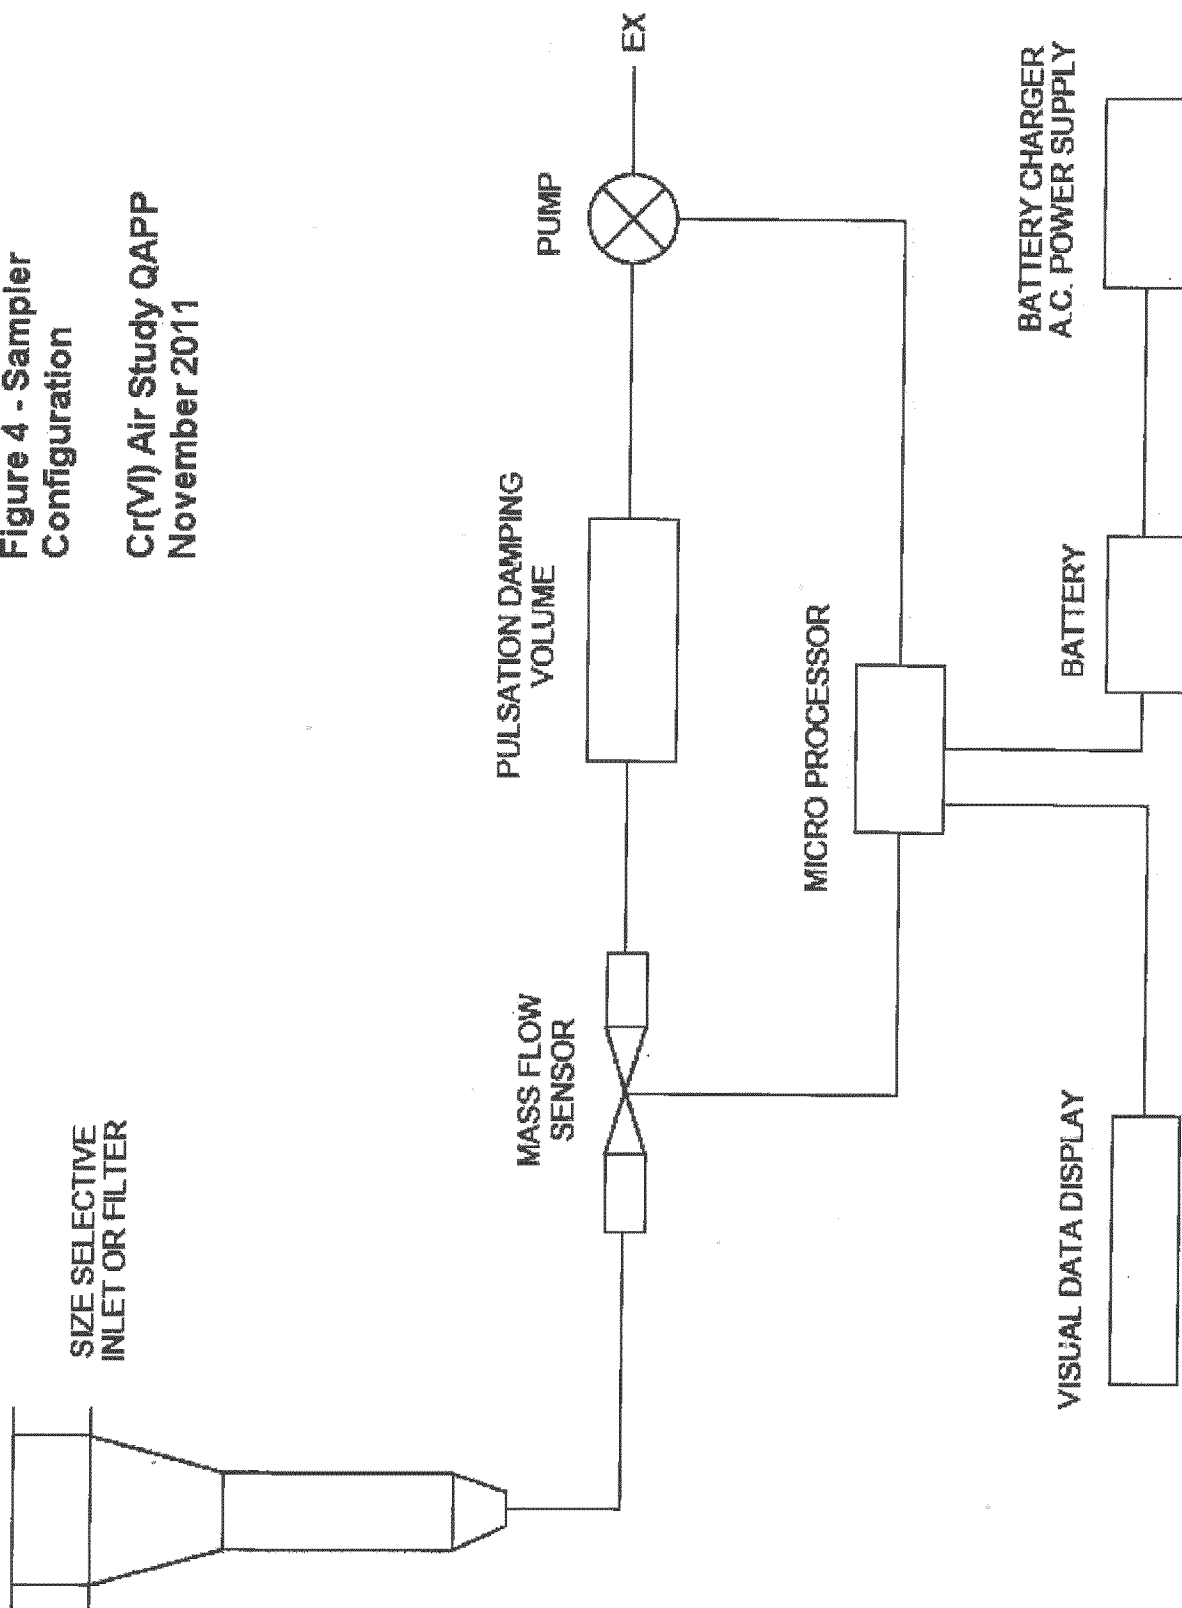 Figure 4 - Sampler
Configuration
Cr(VI) Air Study QAPP
November 2011
SIZE SELECTIVE
INLET OR FILTER
MASS FLOW
SENSOR
PULSATION DAMPING
VOLUME
PUMP
EX
MICRO PROCESSOR
VISUAL DATA DISPLAY
BATTERY
BATTERY CHARGER
A.C. POWER SUPPLY